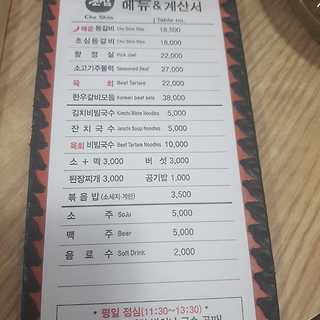 초심 메뉴&계산서
Cho Shim Table no.
매운 등갈비 Cho Shim Ribs 18,500
초심등갈비 Cho Shim Ribs 18,000
항정살 Pork Jowl 22,000
소고기주물럭 Seasoned Beef 27,000
육회 Beef Tartare 22,000
한우갈비모듬 Korean beef sets 38,000
김치비빔국수 Kimchi Bibim Noodles 5,000
잔치국수 Janchi Soup Noodles 5,000
육회 비빔국수 Beef Tartare Noodles 10,000
소+떡 3,000 버섯 3,000
된장찌개 3,000 공기밥 1,000
볶음밥(소세지·계란) 3,500
소주 SoJu 5,000
맥주 Beer 5,000
음료수 Soft Drink 2,000
* 평일 점심(11:30~13:30) *